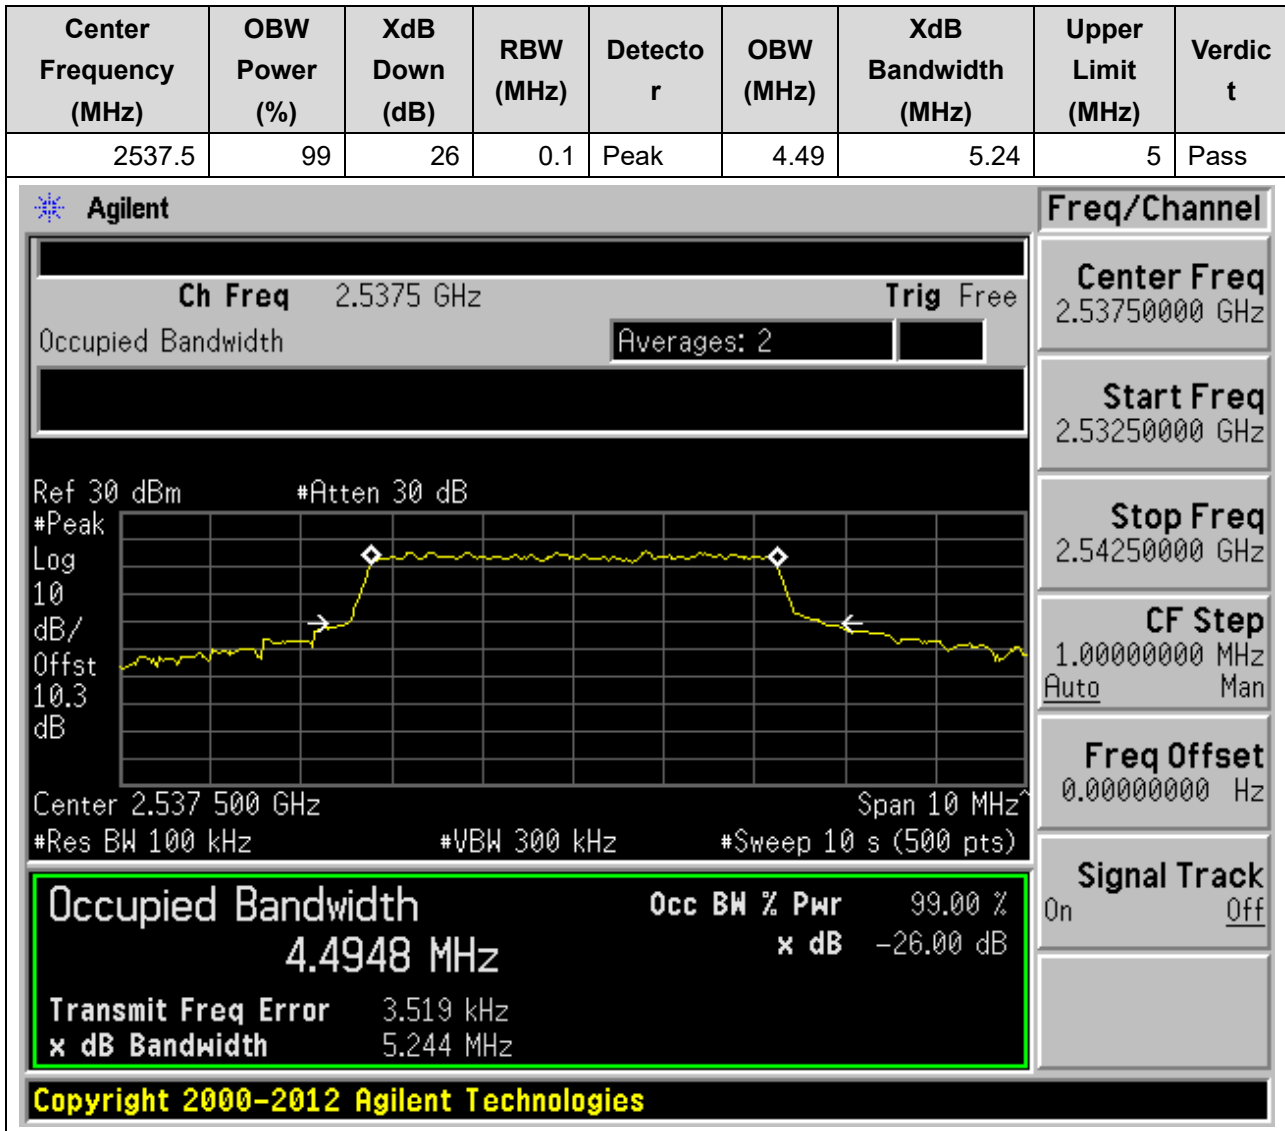 Center Frequency (MHz) OBW Power (%) XdB Down (dB) RBW (MHz) Detector OBW (MHz) XdB Bandwidth (MHz) Upper Limit (MHz) Verdict
2537.5 99 26 0.1 Peak 4.49 5.24 5 Pass
Agilent
Freq/Channel
Ch Freq 2.5375 GHz Trig Free
Occupied Bandwidth Averages: 2
Center Freq
2.53750000 GHz
Start Freq
2.53250000 GHz
Stop Freq
2.54250000 GHz
CF Step
1.00000000 MHz
Auto Man
Freq Offset
0.00000000 Hz
Signal Track
On Off
Ref 30 dBm #Atten 30 dB
#Peak
Log
10
dB/
Offst
10.3
dB
Center 2.537 500 GHz Span 10 MHz^
#Res BW 100 kHz #VBW 300 kHz #Sweep 10 s (500 pts)
Occupied Bandwidth Occ BW % Pwr 99.00 %
4.4948 MHz x dB -26.00 dB
Transmit Freq Error 3.519 kHz
x dB Bandwidth 5.244 MHz
Copyright 2000-2012 Agilent Technologies